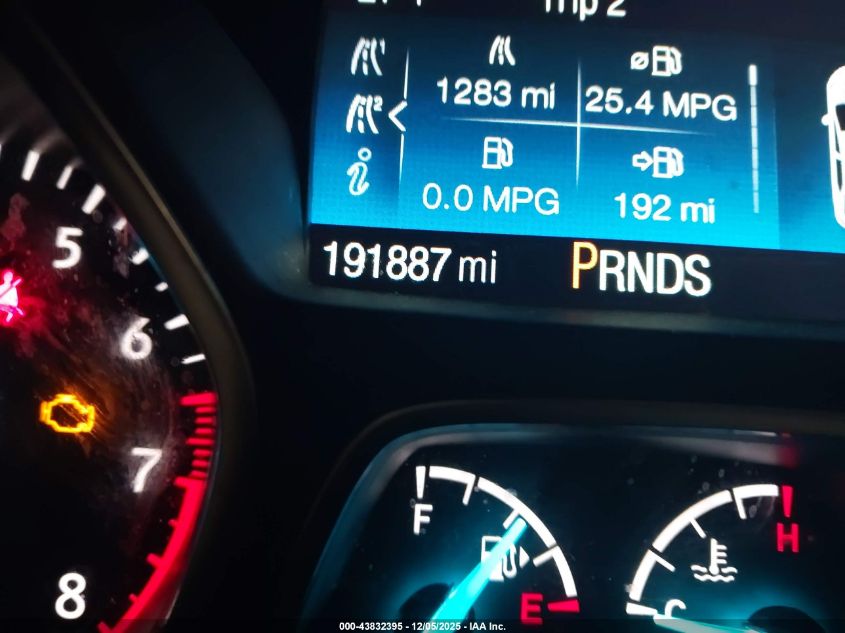 Trip 2
1283 mi
25.4 MPG
0.0 MPG
192 mi
191887 mi
PRNDS
5
6
7
8
F
E
H
C
000-43832395 - 12/05/2025 - IAA Inc.